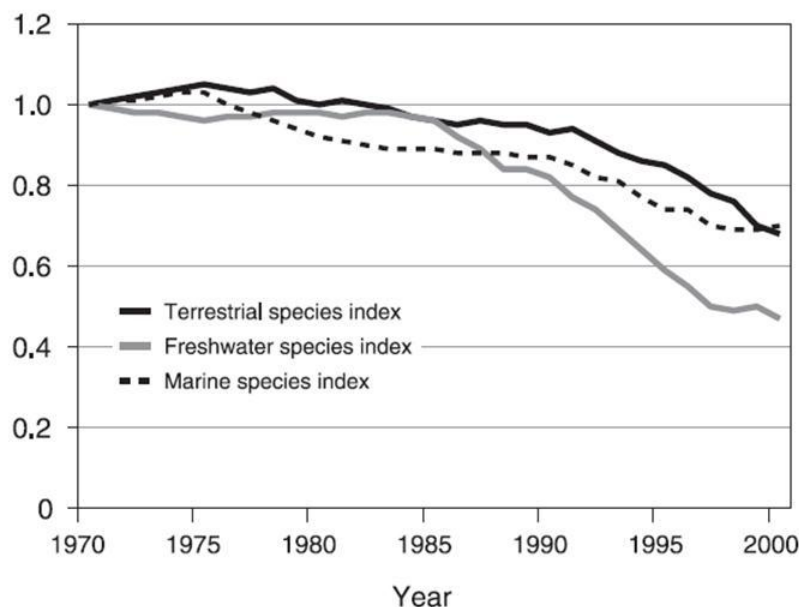 1.2
1.0
0.8
0.6
0.4
0.2
0
Terrestrial species index
Freshwater species index
Marine species index
1970 1975 1980 1985 1990 1995 2000
Year